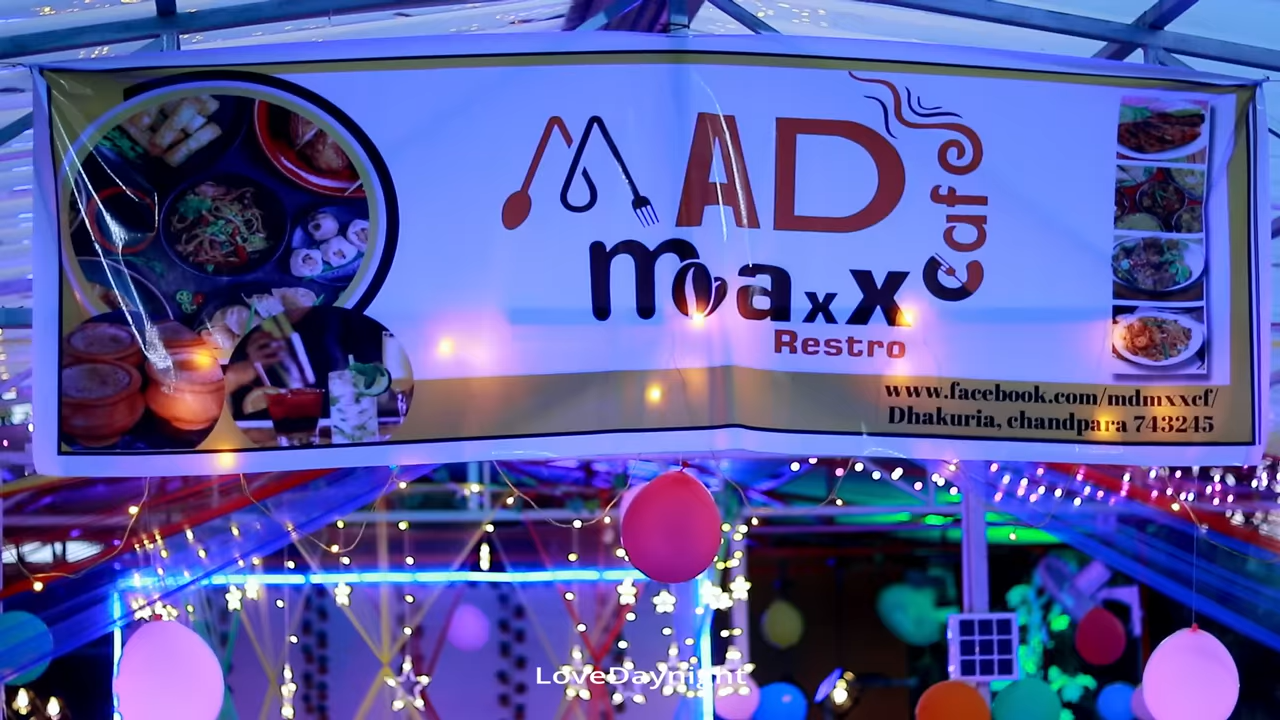 MAD
maxx cafe
Restro
www.facebook.com/mdmxxcf/
Dhakuria, chandpara 743245
LoveDaynight